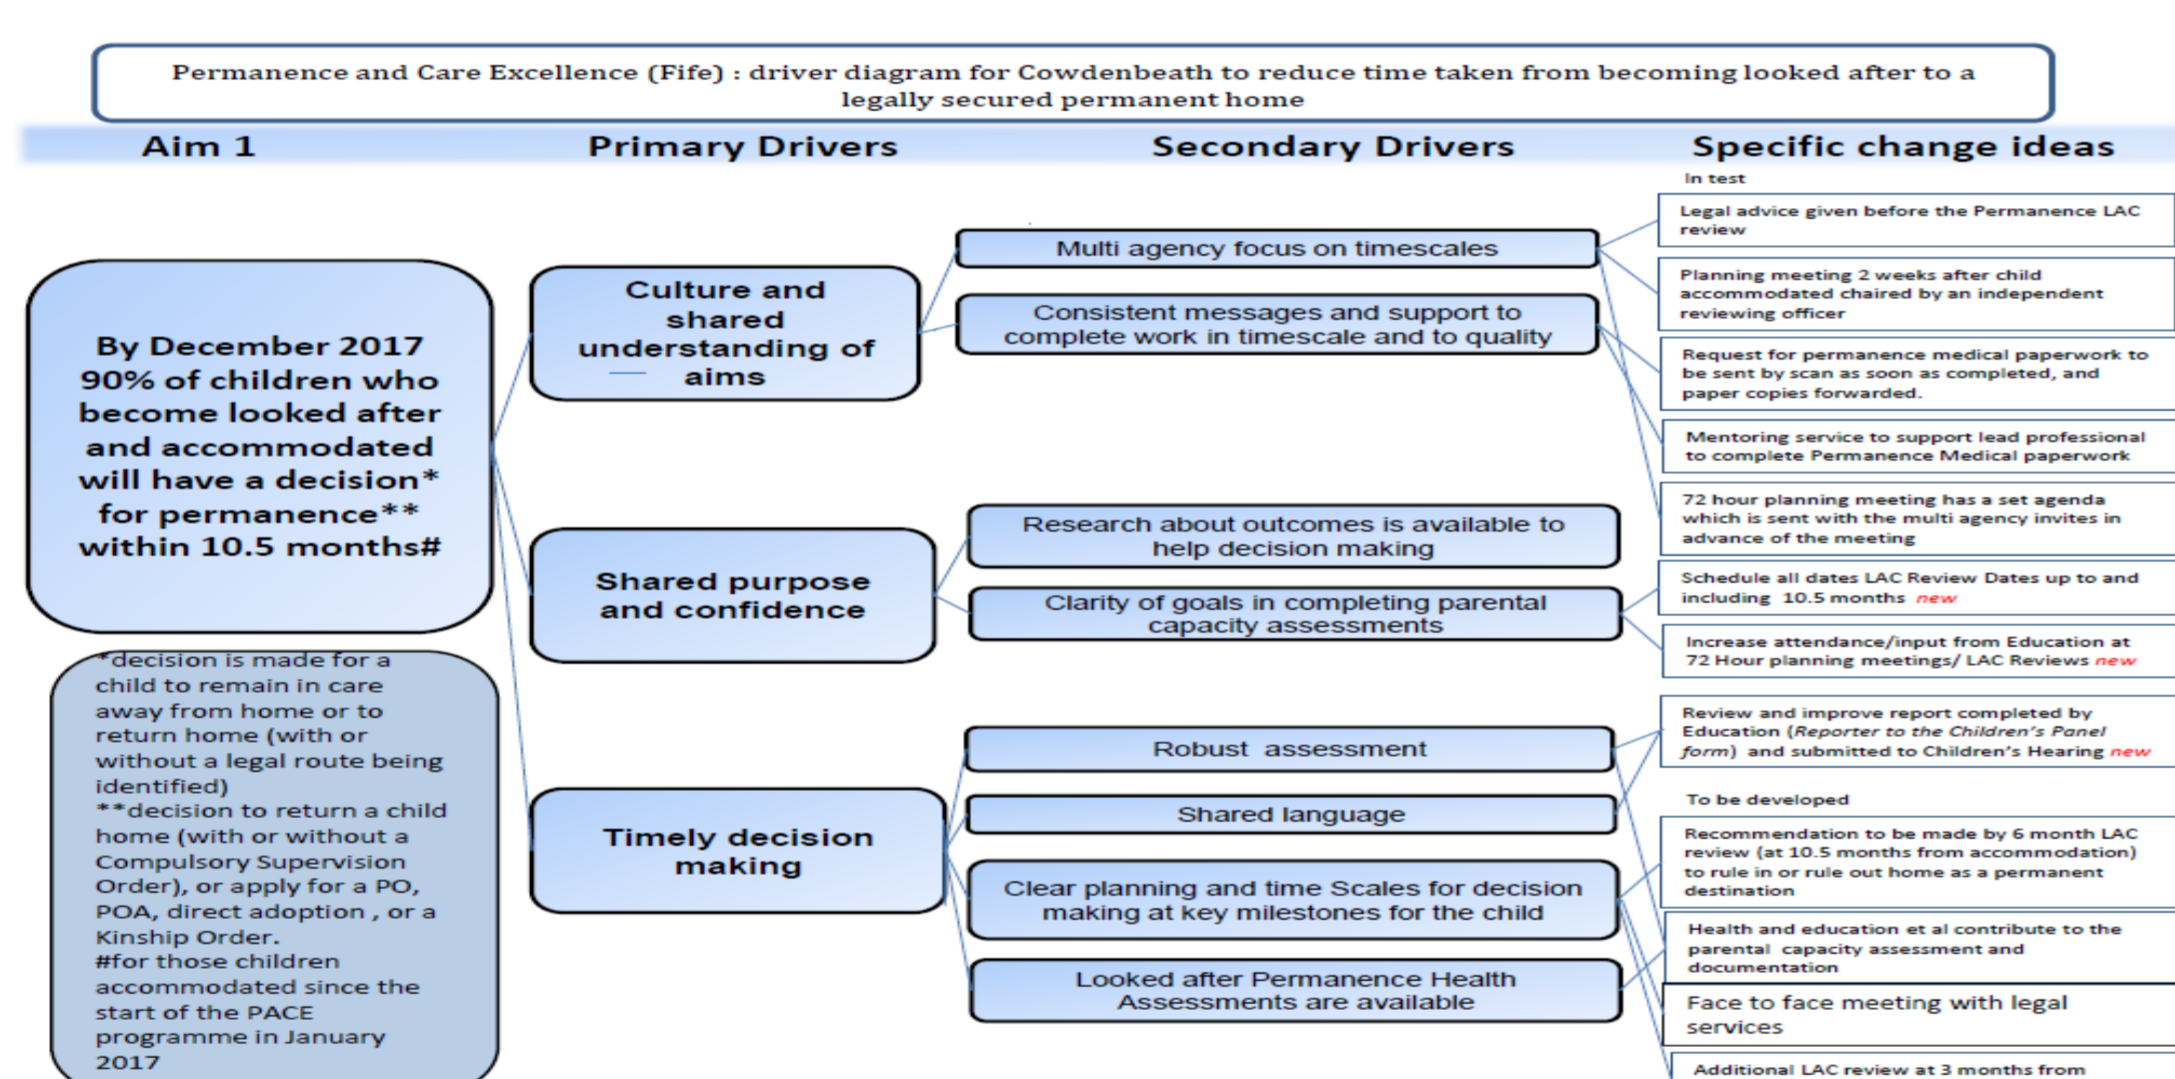 Permanence and Care Excellence (Fife) : driver diagram for Cowdenbeath to reduce time taken from becoming looked after to a
legally secured permanent home
Aim 1
Primary Drivers
Secondary Drivers
Specific change ideas
By December 2017
90% of children who
become looked after
and accommodated
will have a decision*
for permanence**
within 10.5 months#
*decision is made for a
child to remain in care
away from home or to
return home (with or
without a legal route being
identified)
**decision to return a child
home (with or without a
Compulsory Supervision
Order), or apply for a PO,
POA, direct adoption , or a
Kinship Order.
#for those children
accommodated since the
start of the PACE
programme in January
2017
Culture and
shared
understanding of
aims
Shared purpose
and confidence
Timely decision
making
Multi agency focus on timescales
Consistent messages and support to
complete work in timescale and to quality
Research about outcomes is available to
help decision making
Clarity of goals in completing parental
capacity assessments
Robust assessment
Shared language
Clear planning and time Scales for decision
making at key milestones for the child
Looked after Permanence Health
Assessments are available
In test
Legal advice given before the Permanence LAC
review
Planning meeting 2 weeks after child
accommodated chaired by an independent
reviewing officer
Request for permanence medical paperwork to
be sent by scan as soon as completed, and
paper copies forwarded.
Mentoring service to support lead professional
to complete Permanence Medical paperwork
72 hour planning meeting has a set agenda
which is sent with the multi agency invites in
advance of the meeting
Schedule all dates LAC Review Dates up to and
including 10.5 months new
Increase attendance/input from Education at
72 Hour planning meetings/ LAC Reviews new
Review and improve report completed by
Education (Reporter to the Children's Panel
form) and submitted to Children's Hearing new
To be developed
Recommendation to be made by 6 month LAC
review (at 10.5 months from accommodation)
to rule in or rule out home as a permanent
destination
Health and education et al contribute to the
parental capacity assessment and
documentation
Face to face meeting with legal
services
Additional LAC review at 3 months from